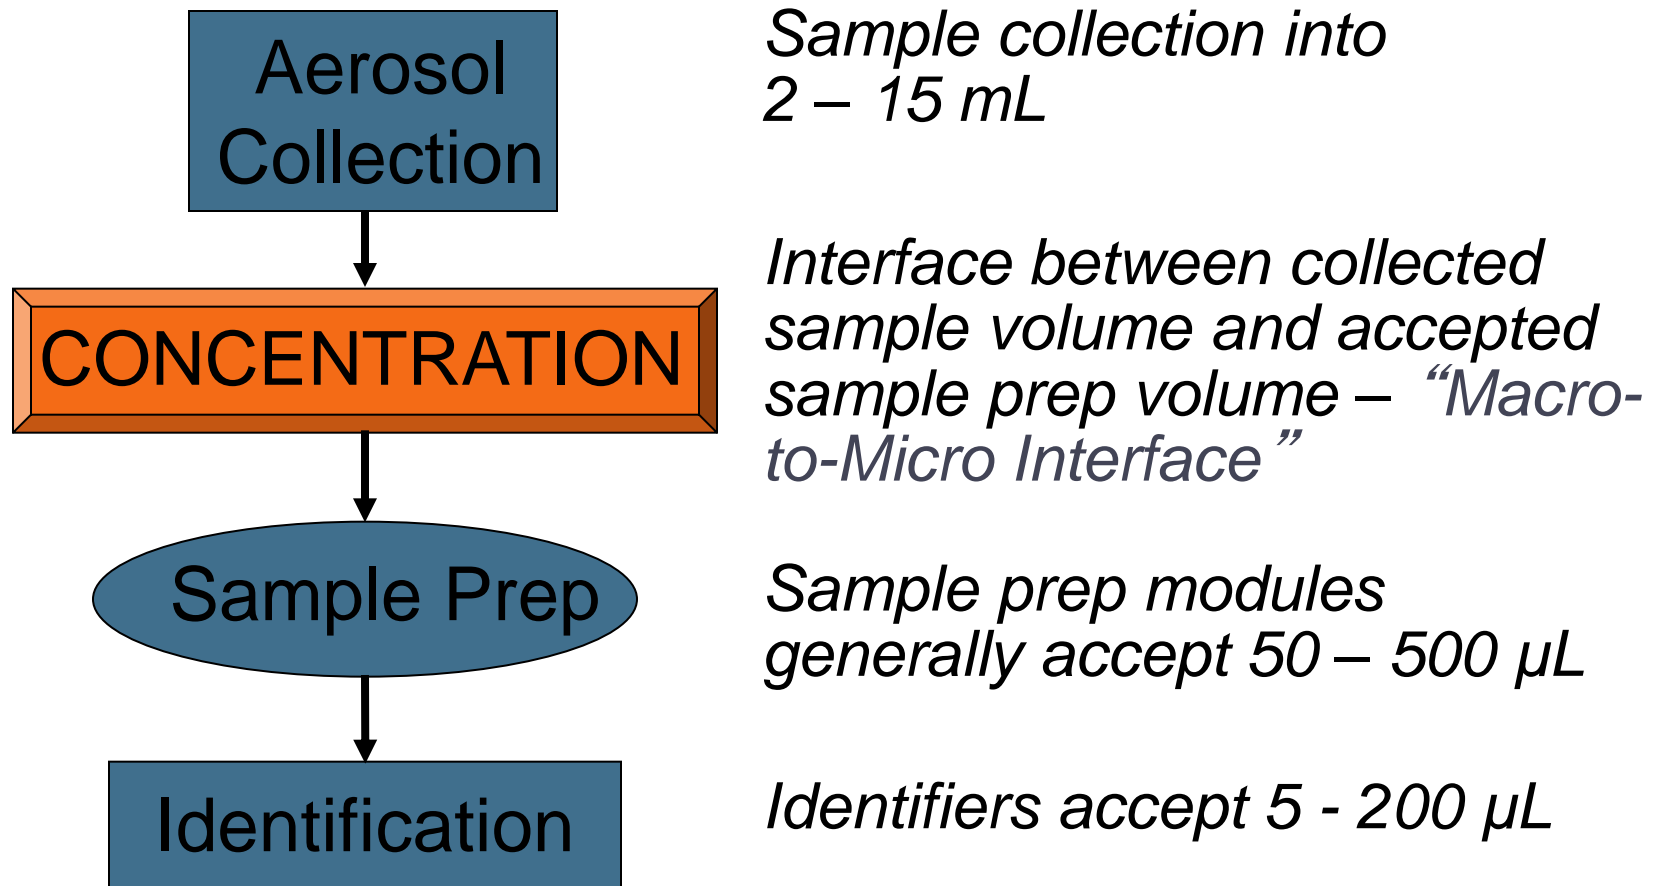 Aerosol
Collection
Sample collection into
2 – 15 mL
CONCENTRATION
Interface between collected
sample volume and accepted
sample prep volume – “Macro-
to-Micro Interface”
Sample Prep
Sample prep modules
generally accept 50 – 500 µL
Identification
Identifiers accept 5 - 200 µL